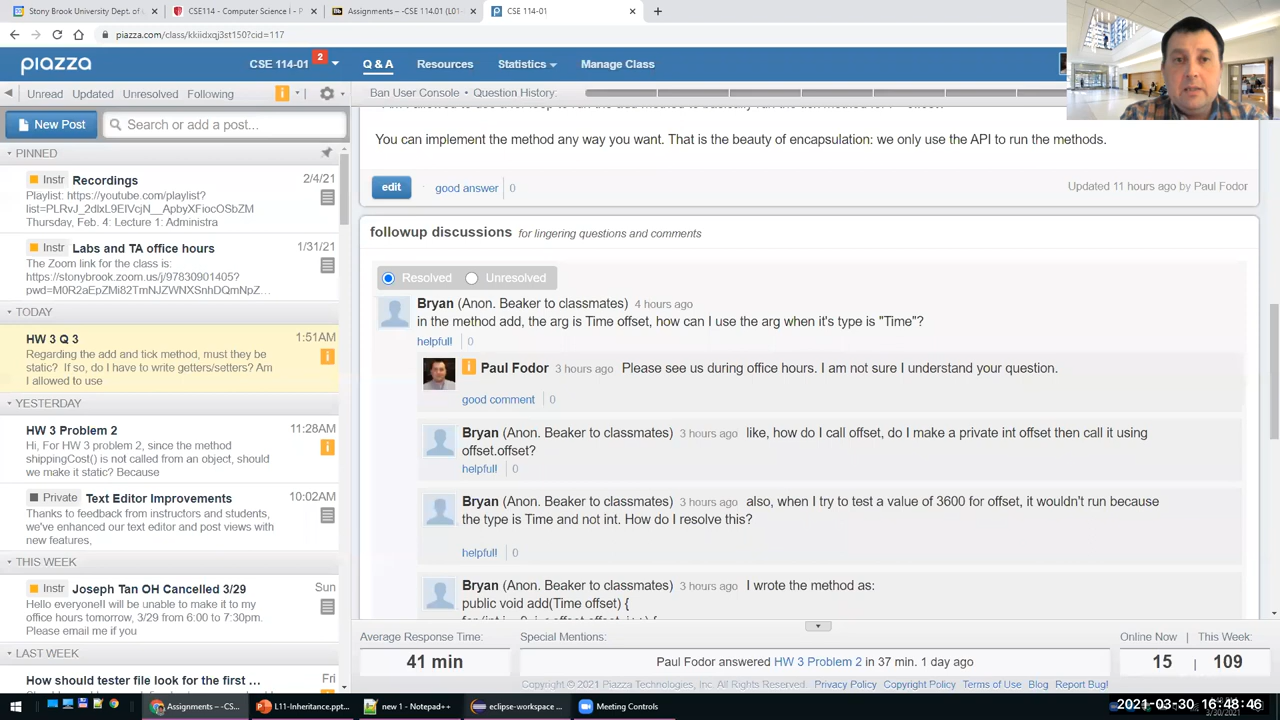 Stony Brook University Dept. of
CSE114 - Computer Science I - P
Assignments – -CSE 114.01 (L01-
CSE 114-01
piazza.com/class/kkiidxqj3st150?cid=117
piazza
CSE 114-01
2
Q & A
Resources
Statistics
Manage Class
Unread Updated Unresolved Following
Ban User Console • Question History:
New Post
Search or add a post...
You can implement the method any way you want. That is the beauty of encapsulation: we only use the API to run the methods.
edit
good answer 0
Updated 11 hours ago by Paul Fodor
PINNED
Instr Recordings 2/4/21
Playlist: https://youtube.com/playlist?
list=PLRvJ_2dlxL9EIVcjN__ApbyXFiocOSbZM
Thursday, Feb. 4: Lecture 1: Administra
Instr Labs and TA office hours 1/31/21
The Zoom link for the class is:
https://stonybrook.zoom.us/j/97830901405?
pwd=M0R2aEpZMi82TmNJZWNXSnhDQmNpZ...
TODAY
HW 3 Q 3 1:51AM
Regarding the add and tick method, must they be
static? If so, do I have to write getters/setters? Am
I allowed to use
YESTERDAY
HW 3 Problem 2 11:28AM
Hi, For HW 3 problem 2, since the method
shippingCost() is not called from an object, should
we make it static? Because
Private Text Editor Improvements 10:02AM
Thanks to feedback from instructors and students,
we've enhanced our text editor and post views with
new features,
THIS WEEK
Instr Joseph Tan OH Cancelled 3/29 Sun
Hello everyone!I will be unable to make it to my
office hours tomorrow, 3/29 from 6:00 to 7:30pm.
Please email me if you
LAST WEEK
How should tester file look for the first ... Fri
followup discussions for lingering questions and comments
Resolved Unresolved
Bryan (Anon. Beaker to classmates) 4 hours ago
in the method add, the arg is Time offset, how can I use the arg when it's type is "Time"?
helpful! 0
Paul Fodor 3 hours ago Please see us during office hours. I am not sure I understand your question.
good comment 0
Bryan (Anon. Beaker to classmates) 3 hours ago like, how do I call offset, do I make a private int offset then call it using
offset.offset?
helpful! 0
Bryan (Anon. Beaker to classmates) 3 hours ago also, when I try to test a value of 3600 for offset, it wouldn't run because
the type is Time and not int. How do I resolve this?
helpful! 0
Bryan (Anon. Beaker to classmates) 3 hours ago I wrote the method as:
public void add(Time offset) {
Average Response Time:
41 min
Special Mentions:
Paul Fodor answered HW 3 Problem 2 in 37 min. 1 day ago
Online Now | This Week:
15 | 109
Copyright © 2021 Piazza Technologies, Inc. All Rights Reserved. Privacy Policy Copyright Policy Terms of Use Blog Report Bug!
Assignments – -CS...
L11-Inheritance.ppt...
new 1 - Notepad++
eclipse-workspace ...
Meeting Controls
2021-03-30 16:48:46